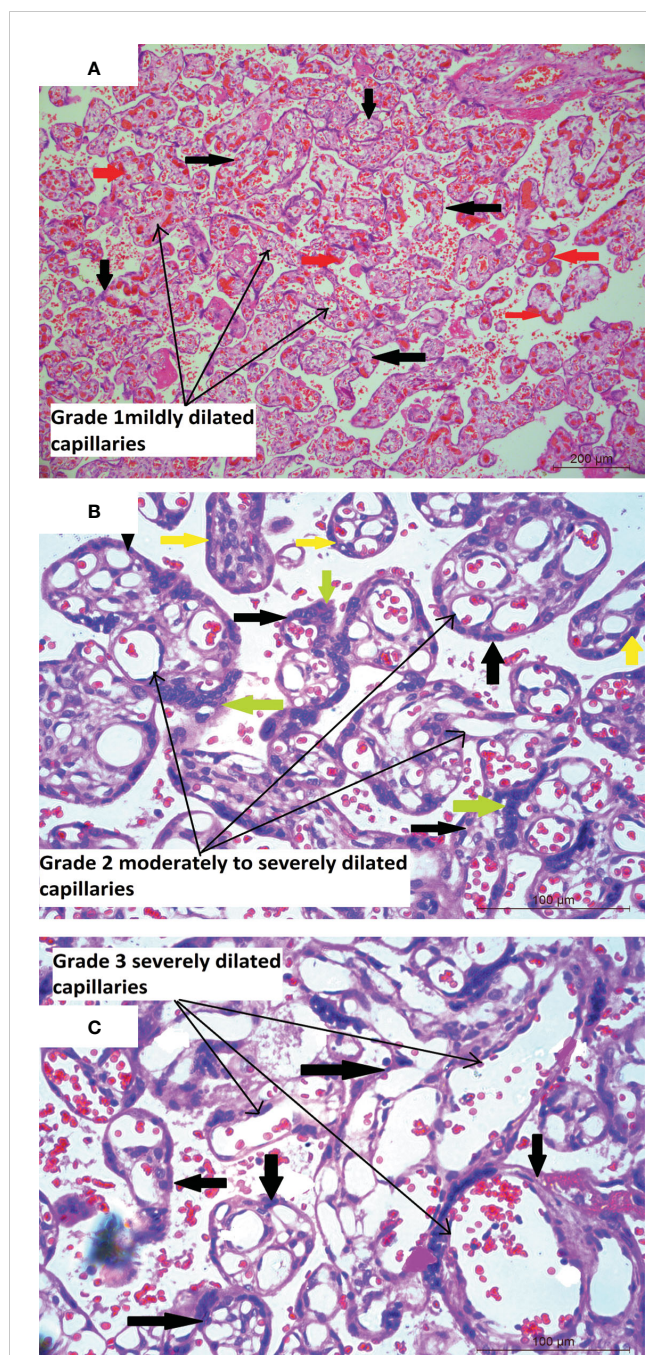 A
Grade 1mildly dilated
capillaries
200 µm
B
Grade 2 moderately to severely dilated
capillaries
100 µm
Grade 3 severely dilated
capillaries
C
100 µm